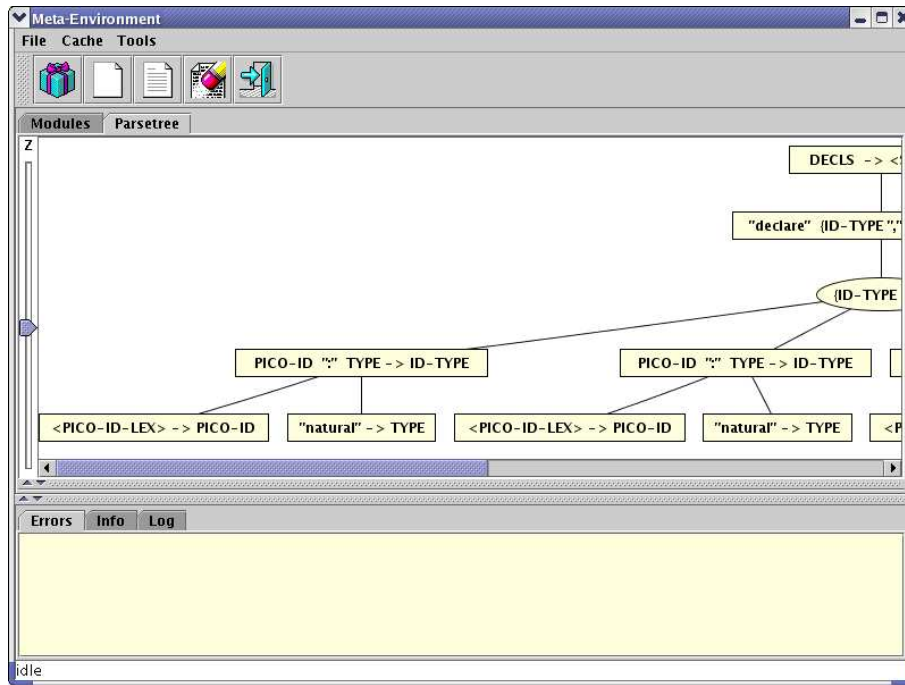 Meta-Environment
File Cache Tools
Modules Parsetree
Z
DECLS -> <
"declare" {ID-TYPE ","
{ID-TYPE
PICO-ID ":" TYPE -> ID-TYPE PICO-ID ":" TYPE -> ID-TYPE
<PICO-ID-LEX> -> PICO-ID "natural" -> TYPE <PICO-ID-LEX> -> PICO-ID "natural" -> TYPE <P
Errors Info Log
idle